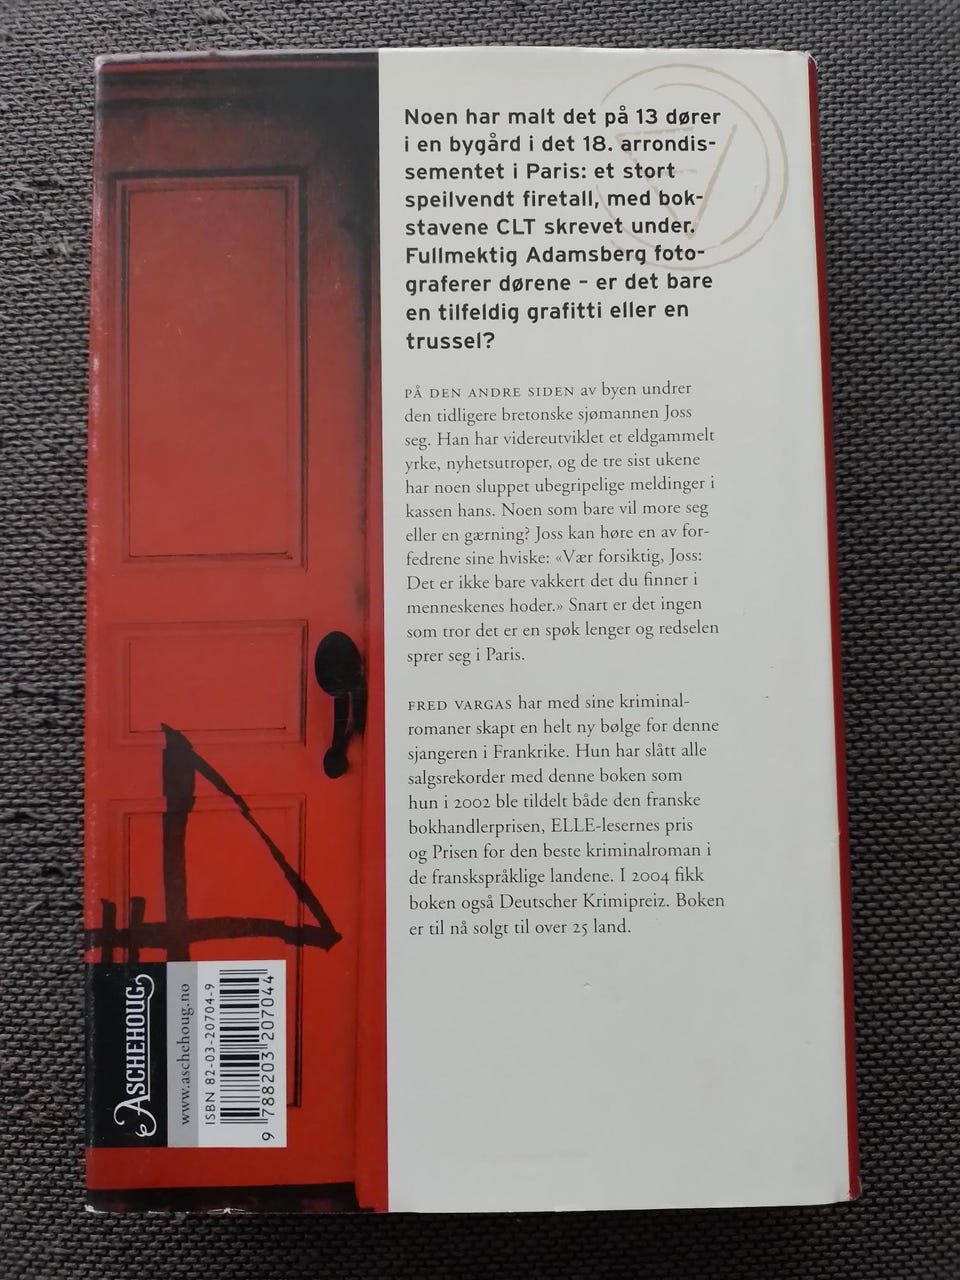 Noen har malt det på 13 dører
i en bygård i det 18. arrondis-
sementet i Paris: et stort
speilvendt firetall, med bok-
stavene CLT skrevet under.
Fullmektig Adamsberg foto-
graferer dørene – er det bare
en tilfeldig grafitti eller en
trussel?
PÅ DEN ANDRE SIDEN av byen undrer
den tidligere bretonske sjømannen Joss
seg. Han har videreutviklet et eldgammelt
yrke, nyhetsutroper, og de tre sist ukene
har noen sluppet ubegripelige meldinger i
kassen hans. Noen som bare vil more seg
eller en gærning? Joss kan høre en av for-
fedrene sine hviske: «Vær forsiktig, Joss:
Det er ikke bare vakkert det du finner i
menneskenes hoder.» Snart er det ingen
som tror det er en spøk lenger og redselen
sprer seg i Paris.
FRED VARGAS har med sine kriminal-
romaner skapt en helt ny bølge for denne
sjangeren i Frankrike. Hun har slått alle
salgsrekorder med denne boken som
hun i 2002 ble tildelt både den franske
bokhandlerprisen, ELLE-lesernes pris
og Prisen for den beste kriminalroman i
de franskspråklige landene. I 2004 fikk
boken også Deutscher Krimipreiz. Boken
er til nå solgt til over 25 land.
ASCHEHOUG
www.aschehoug.no
ISBN 82-03-20704-9
9 788203 207044